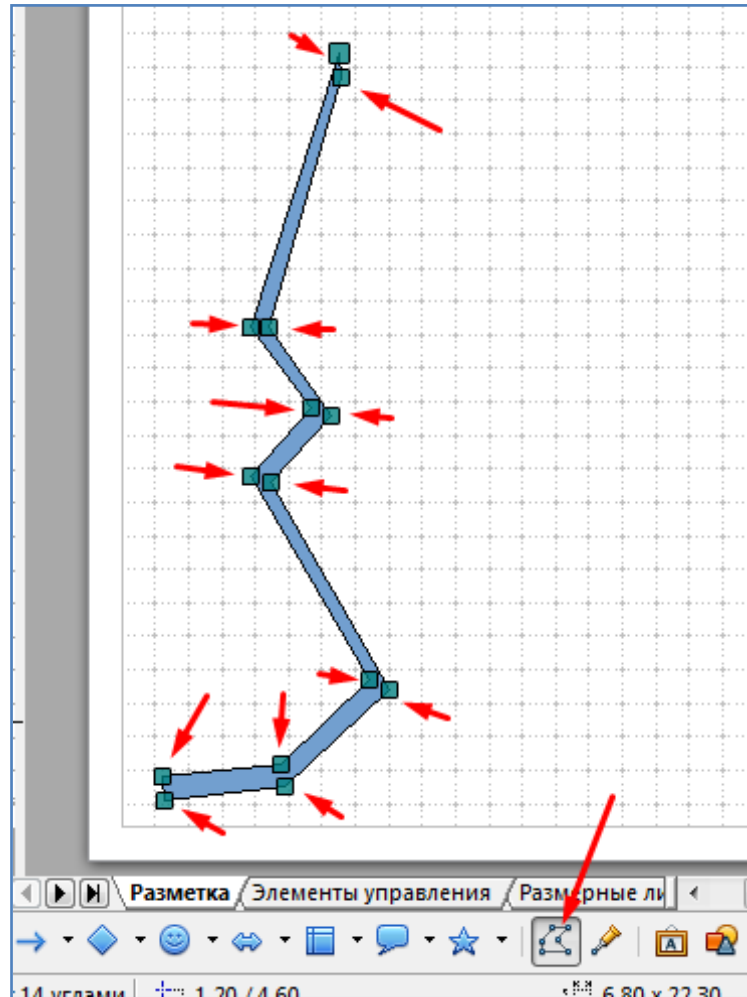 Разметка Элементы управления Размерные ли
A
14 углами 1,20 / 4,60 6,80 x 22,30